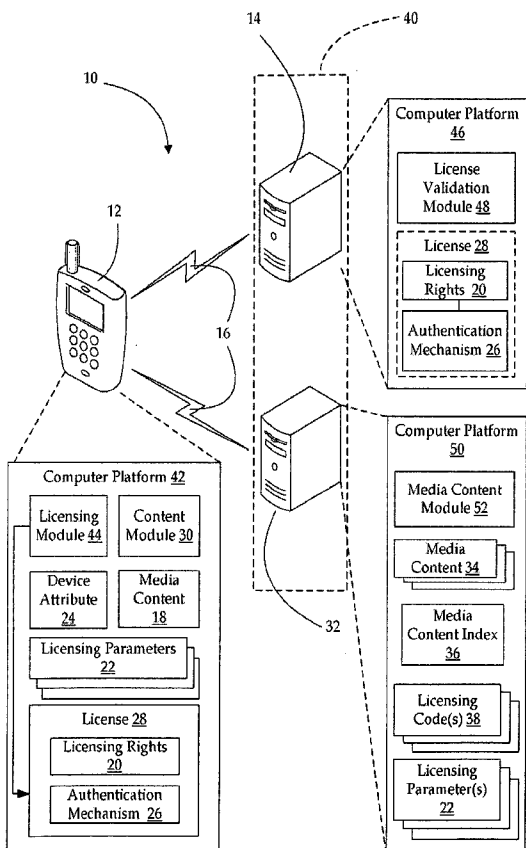 14
40
10
12
16
32
Computer Platform
46
License
Validation
Module 48
License 28
Licensing
Rights 20
Authentication
Mechanism 26
Computer Platform
50
Media Content
Module 52
Media
Content 34
Media
Content Index
36
Licensing
Code(s) 38
Licensing
Parameter(s)
22
Computer Platform 42
Licensing
Module 44
Content
Module 30
Device
Attribute
24
Media
Content
18
Licensing Parameters
22
License 28
Licensing Rights
20
Authentication
Mechanism 26